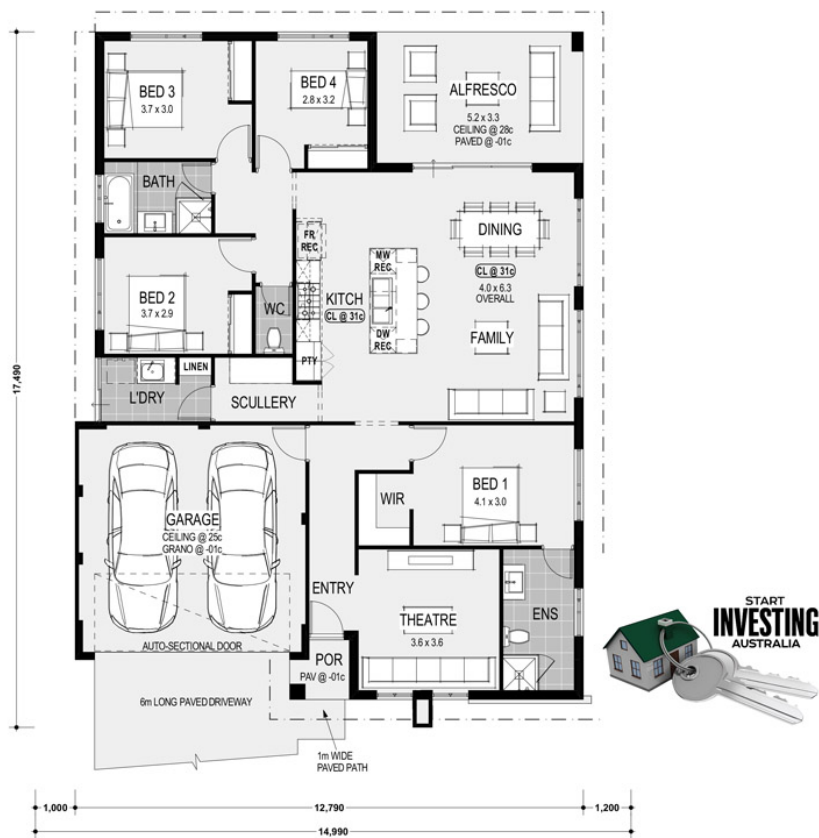 BED 3
3.7 x 3.0
BED 4
2.8 x 3.2
ALFRESCO
5.2 x 3.3
CEILING @ 28c
PAVED @ -01c
BATH
FR
REC
MW
REC
DINING
CL @ 31c
4.0 x 6.3
OVERALL
BED 2
3.7 x 2.9
WC
KITCH
CL @ 31c
DW
REC
FAMILY
PTY
17,490
LINEN
L'DRY
SCULLERY
GARAGE
CEILING @ 25c
GRANO @ -01c
WIR
BED 1
4.1 x 3.0
ENTRY
THEATRE
3.6 x 3.6
ENS
AUTO-SECTIONAL DOOR
POR
PAV @ -01c
6m LONG PAVED DRIVEWAY
1m WIDE
PAVED PATH
START
INVESTING
AUSTRALIA
1,000
12,790
1,200
14,990